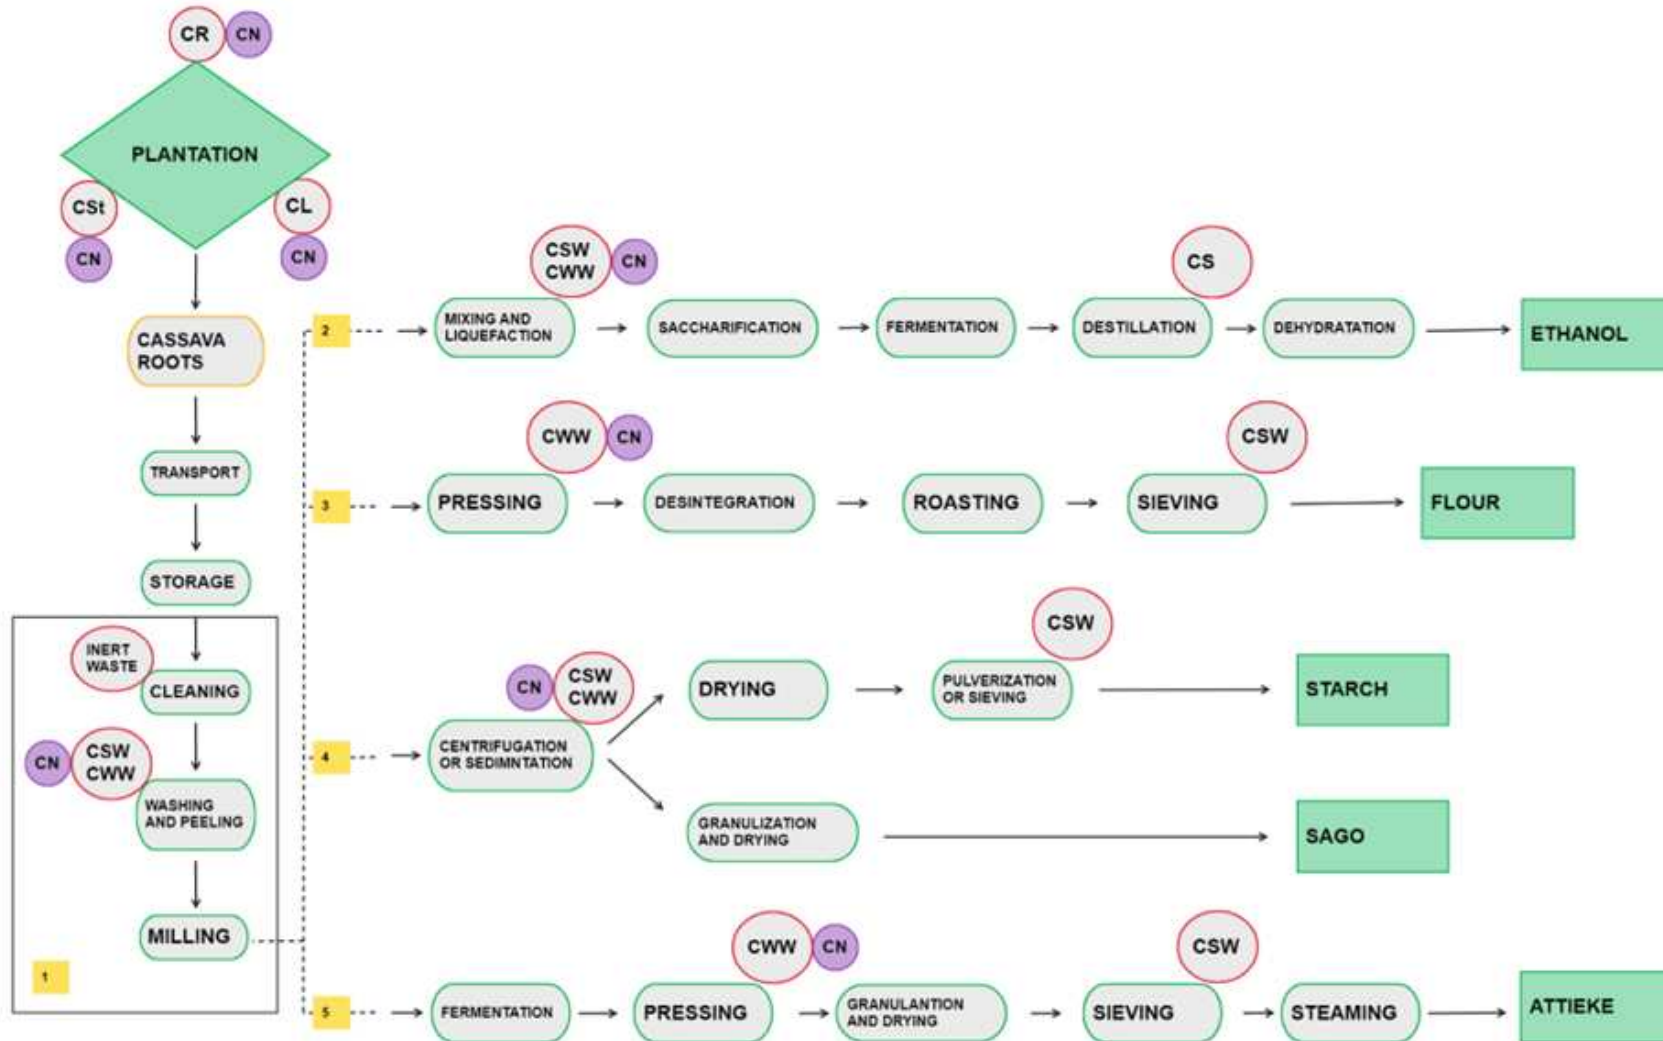 CR
CN
PLANTATION
CSt
CN
CL
CN
CASSAVA
ROOTS
TRANSPORT
STORAGE
INERT
WASTE
CLEANING
CN
CSW
CWW
WASHING
AND PEELING
MILLING
1
2
CSW
CWW
CN
MIXING AND
LIQUEFACTION
SACCHARIFICATION
FERMENTATION
CS
DESTILLATION
DEHYDRATATION
ETHANOL
3
CWW
CN
PRESSING
DESINTEGRATION
ROASTING
CSW
SIEVING
FLOUR
4
CN
CSW
CWW
CENTRIFUGATION
OR SEDIMNTATION
DRYING
CSW
PULVERIZATION
OR SIEVING
STARCH
GRANULIZATION
AND DRYING
SAGO
5
FERMENTATION
CWW
CN
PRESSING
GRANULANTION
AND DRYING
CSW
SIEVING
STEAMING
ATTIEKE